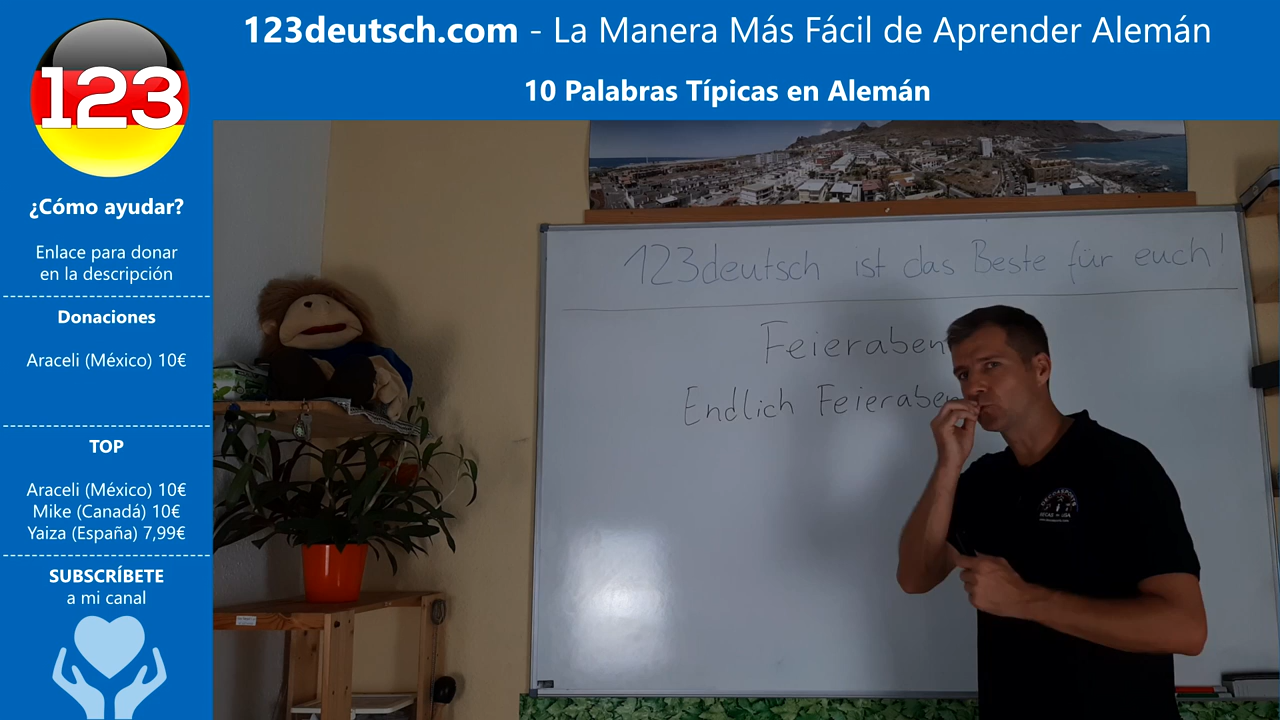 123deutsch.com - La Manera Más Fácil de Aprender Alemán
10 Palabras Típicas en Alemán
123
¿Cómo ayudar?
Enlace para donar
en la descripción
Donaciones
Araceli (México) 10€
TOP
Araceli (México) 10€
Mike (Canadá) 10€
Yaiza (España) 7,99€
SUBSCRÍBETE
a mi canal
123deutsch ist das Beste für euch!
Feieraben
Endlich Feieraben